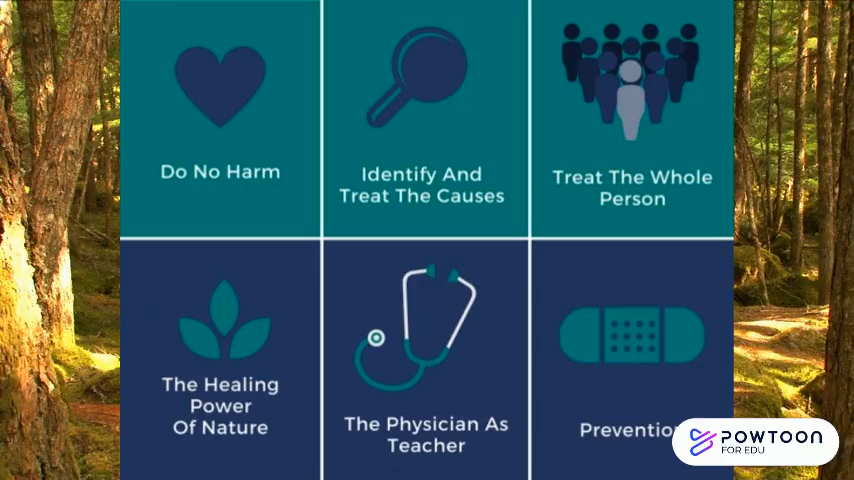 Do No Harm
Identify And
Treat The Causes
Treat The Whole
Person
The Healing
Power
Of Nature
The Physician As
Teacher
Prevention
POWTOON
FOR EDU